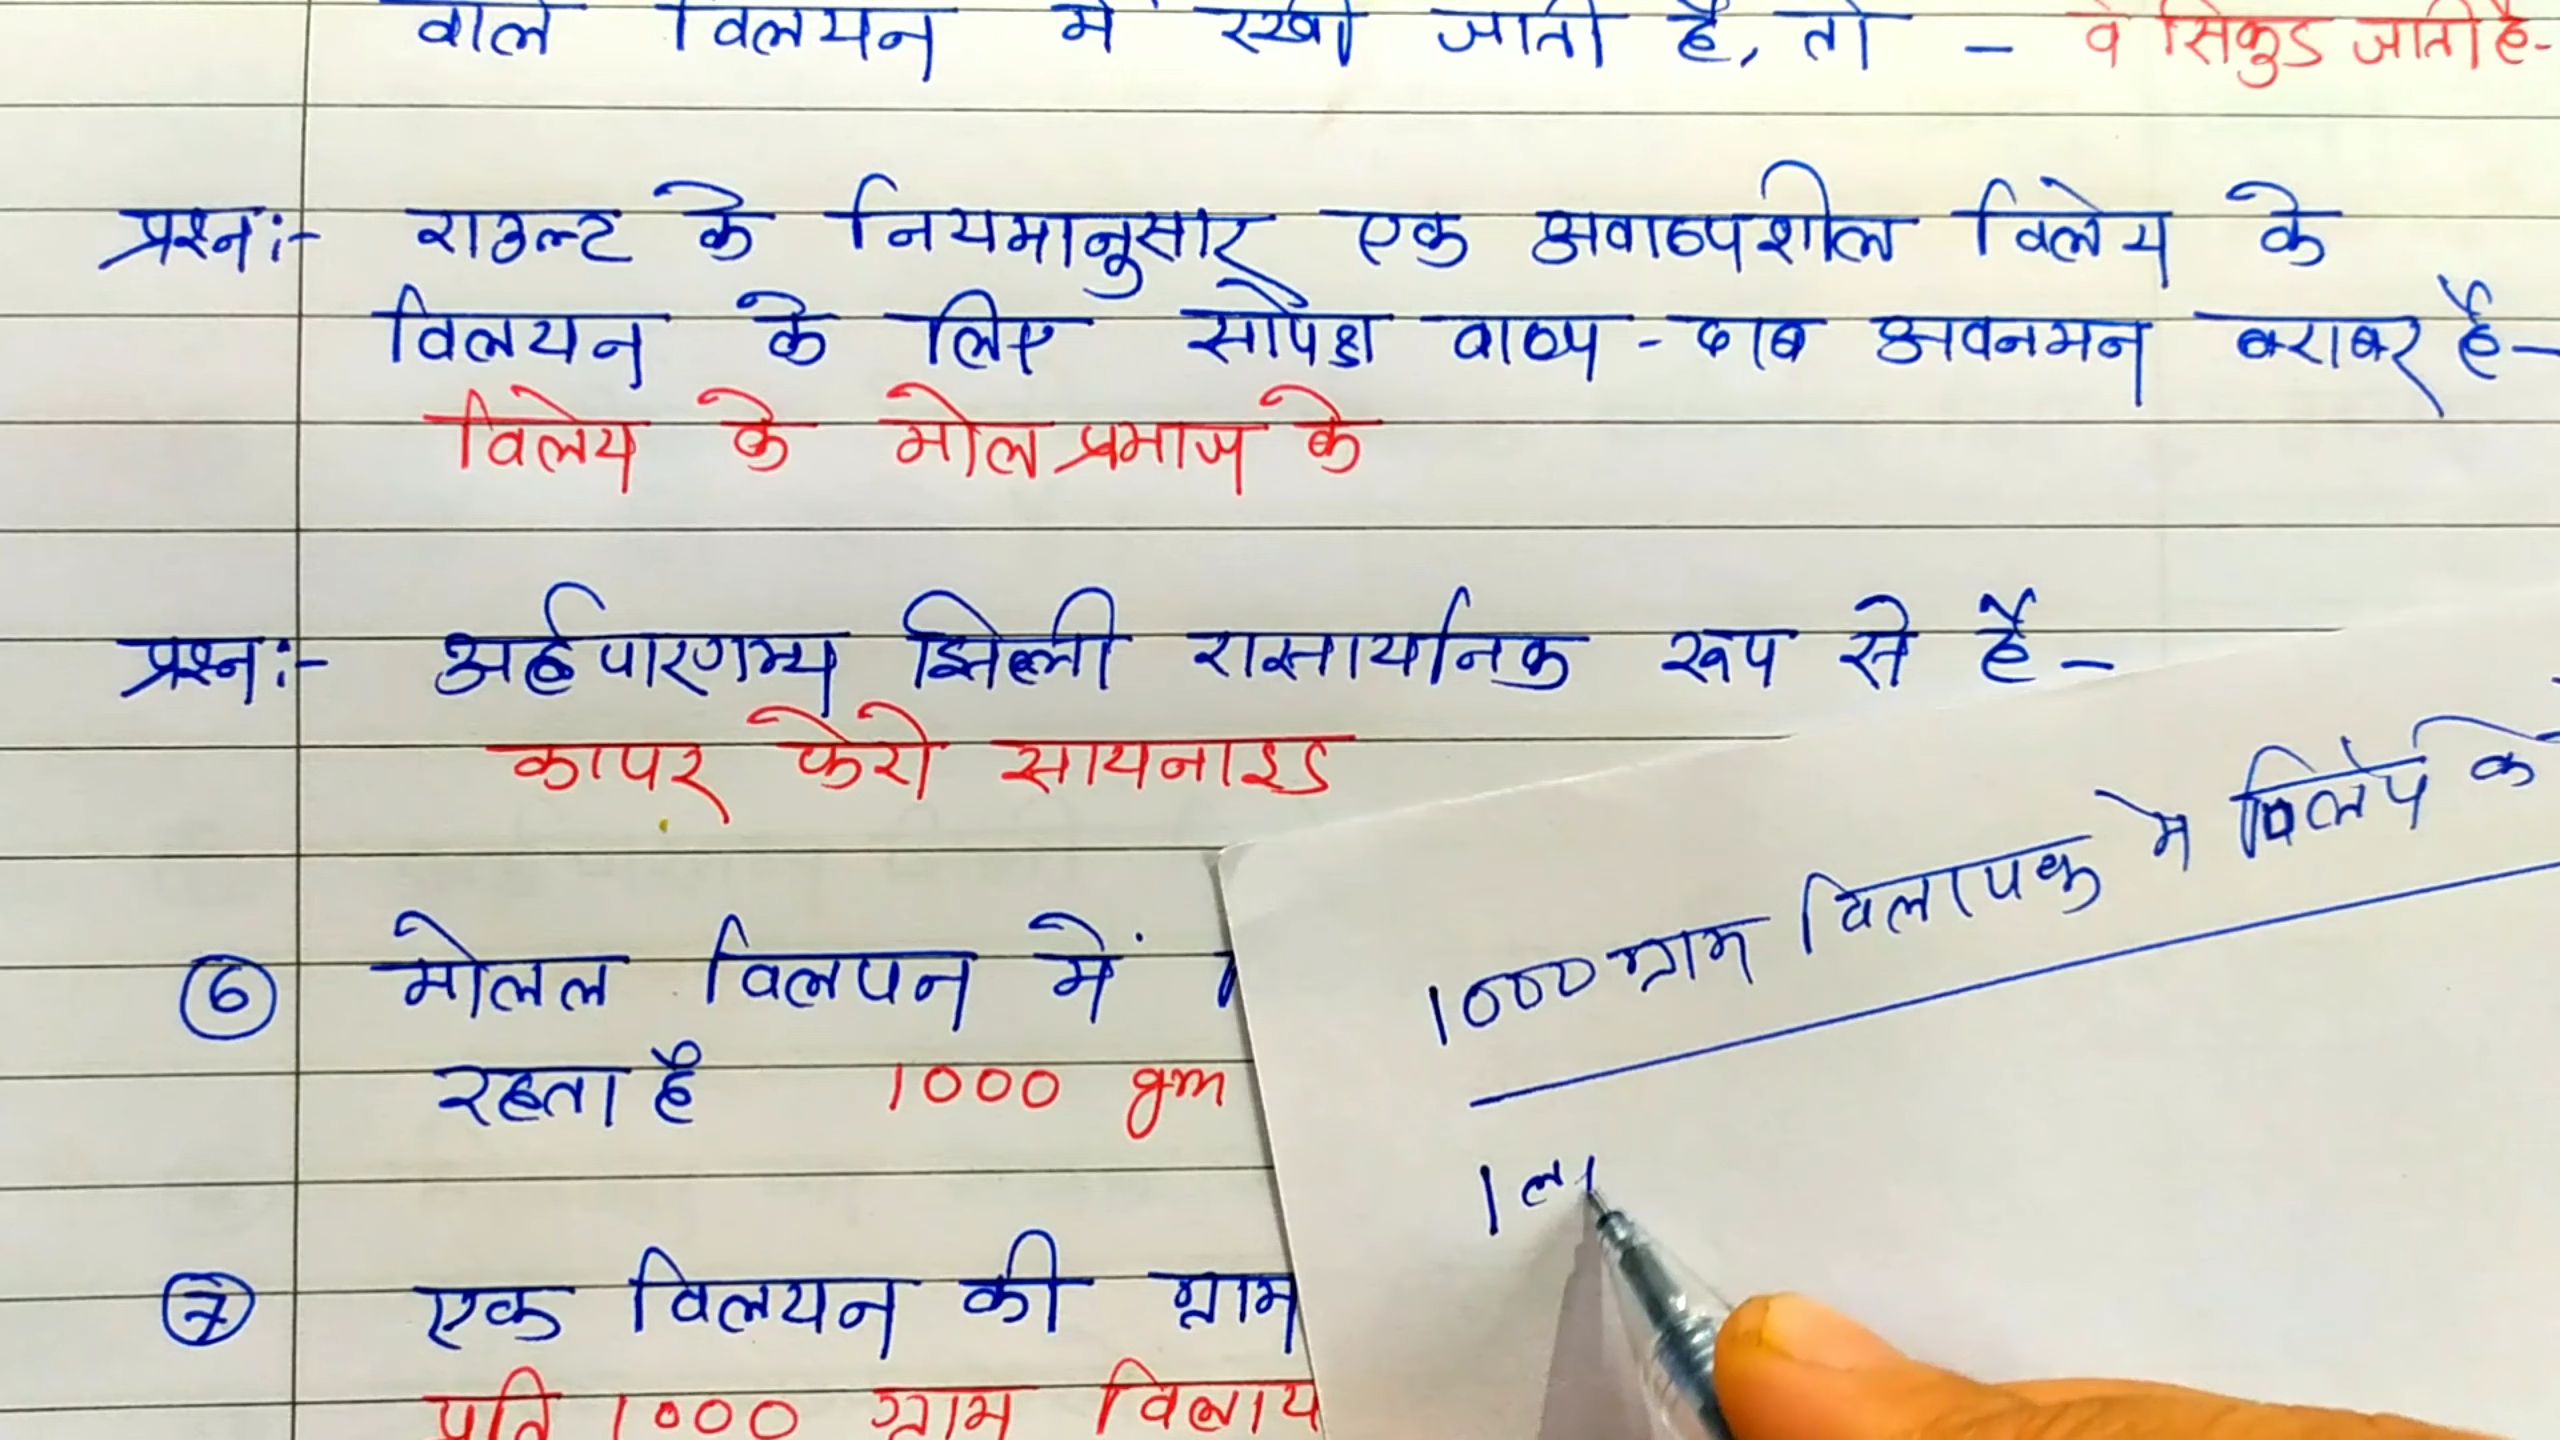 वाले विलयन में रखी जाती है, तो - वे सिकुड जाती है-
प्रश्न:- राउल्ट के नियमानुसार एक अवाष्पशील विलेय के
विलयन के लिए सापेक्ष वाष्प-दाब अवनमन बराबर है-
विलेय के मोल प्रभाज के
प्रश्न:- अर्द्धपारगम्य झिल्ली रासायनिक रूप से है-
कापर फेरो सायनाइड
⑥ मोलल विलयन में
रहता है 1000 gm
⑦ एक विलयन की ग्राम
प्रति 1000 ग्राम विलाय
1000 ग्राम विलायक में विलेय के
1 ला